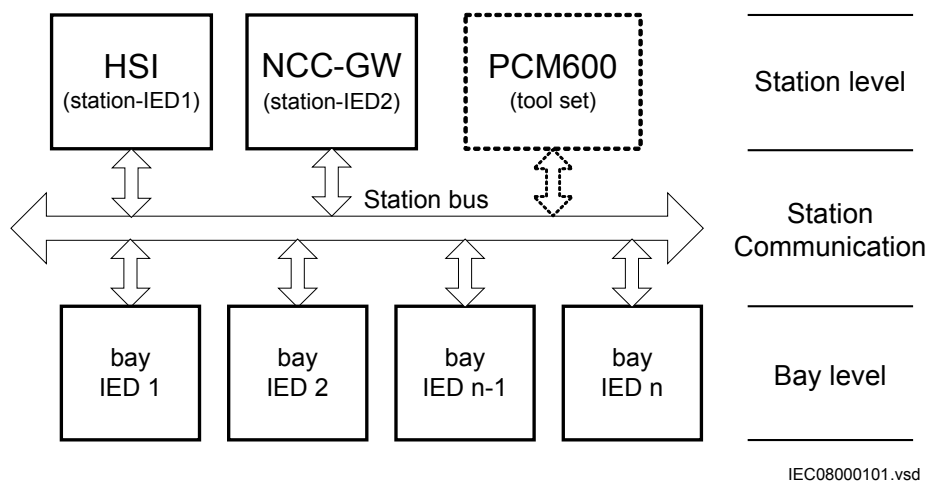 HSI
(station-IED1)
NCC-GW
(station-IED2)
PCM600
(tool set)
Station level
Station bus
Station
Communication
bay
IED 1
bay
IED 2
bay
IED n-1
bay
IED n
Bay level
IEC08000101.vsd